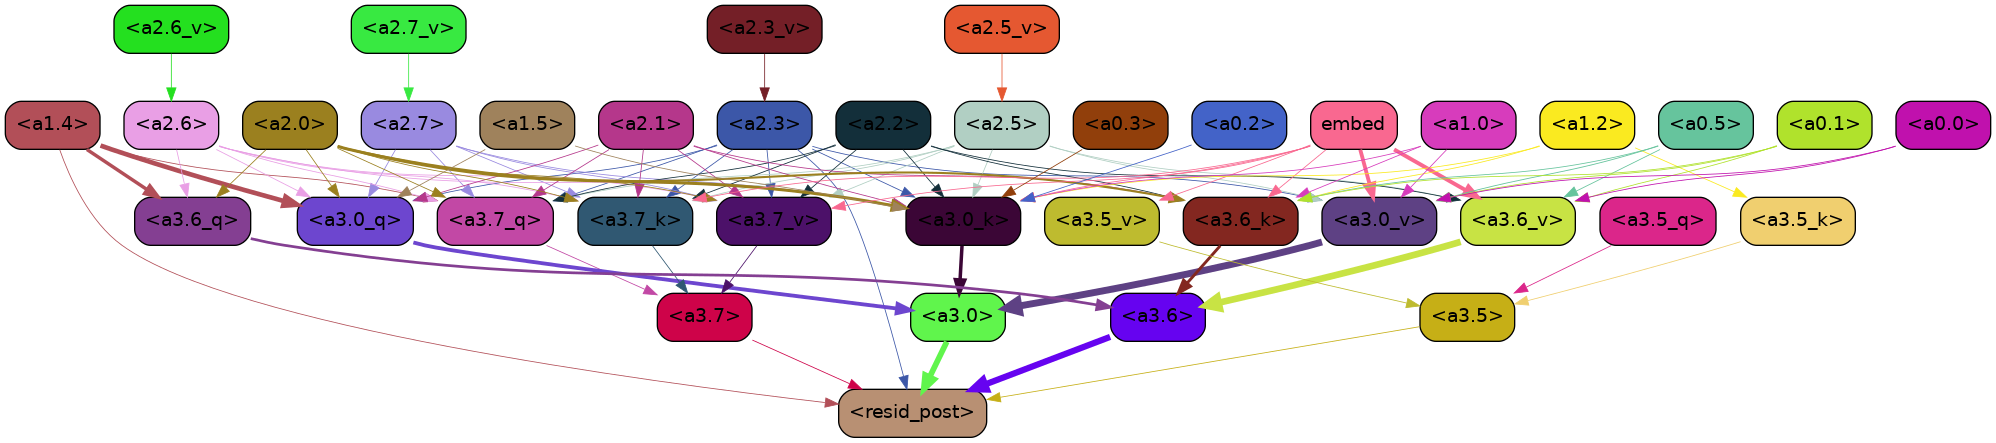 <a2.6_v> <a2.7_v> <a2.3_v> <a2.5_v>
<a1.4> <a2.6> <a2.0> <a2.7> <a1.5> <a2.1> <a2.3> <a2.2> <a2.5> <a0.3> <a0.2> embed <a1.0> <a1.2> <a0.5> <a0.1> <a0.0>
<a3.6_q> <a3.0_q> <a3.7_q> <a3.7_k> <a3.7_v> <a3.0_k> <a3.5_v> <a3.6_k> <a3.0_v> <a3.6_v> <a3.5_q> <a3.5_k>
<a3.7> <a3.0> <a3.6> <a3.5>
<resid_post>